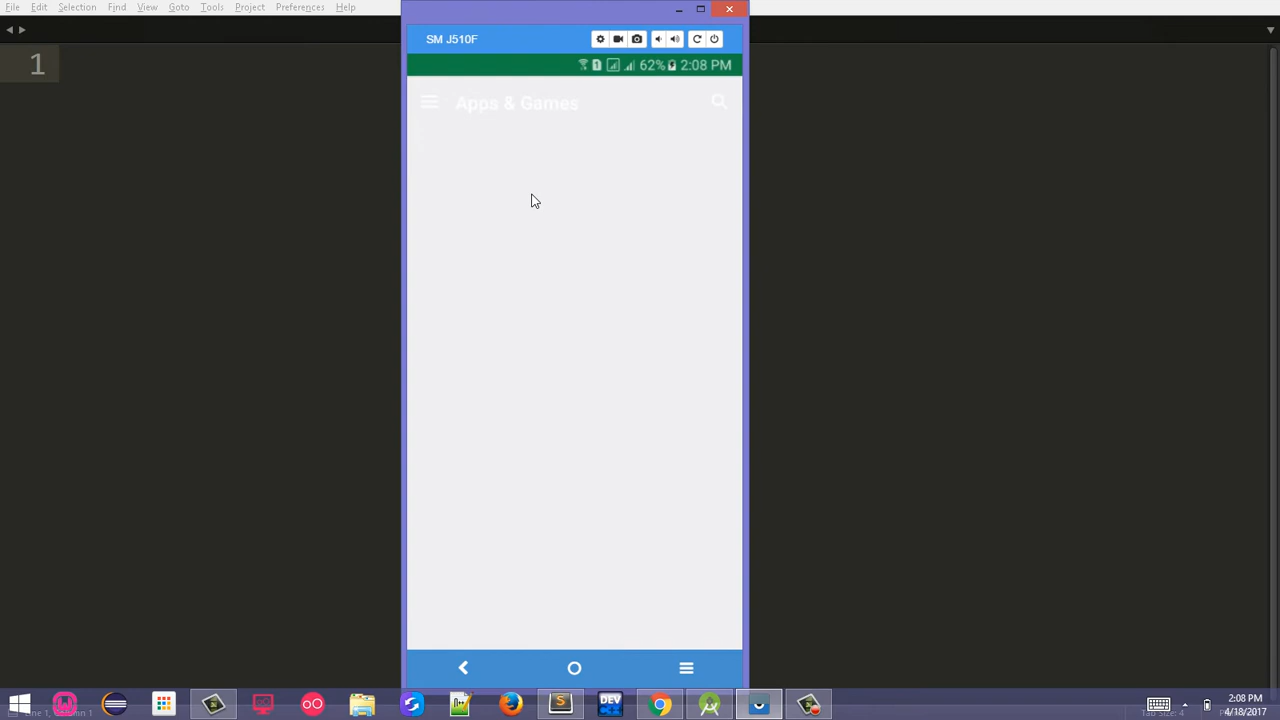 File Edit Selection Find View Goto Tools Project Preferences Help
1
SM J510F
62% 2:08 PM
Apps & Games
2:08 PM
4/18/2017